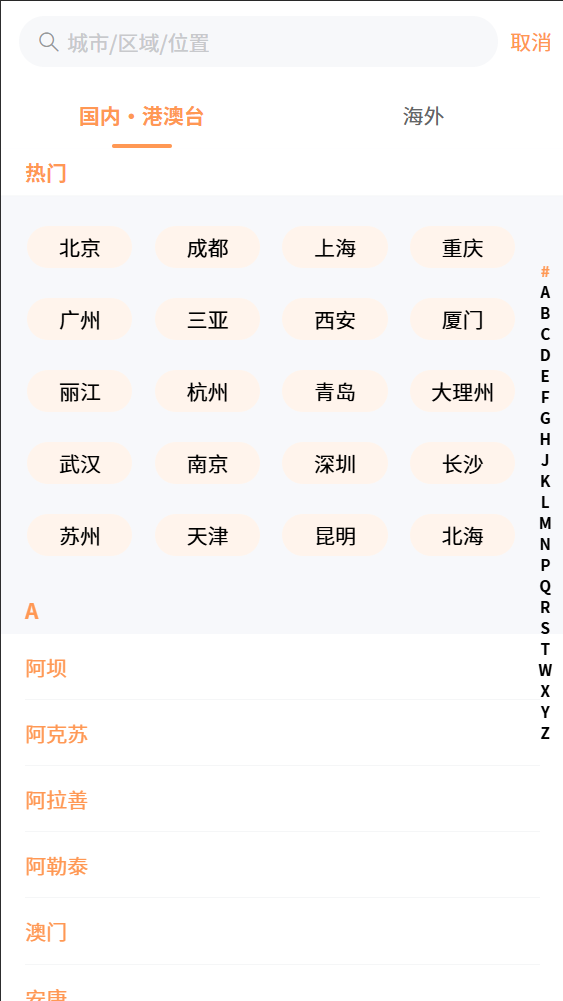 城市/区域/位置 取消
国内·港澳台 海外
热门
北京 成都 上海 重庆
广州 三亚 西安 厦门
丽江 杭州 青岛 大理州
武汉 南京 深圳 长沙
苏州 天津 昆明 北海
A
阿坝
阿克苏
阿拉善
阿勒泰
澳门
安康
#
A
B
C
D
E
F
G
H
J
K
L
M
N
P
Q
R
S
T
W
X
Y
Z